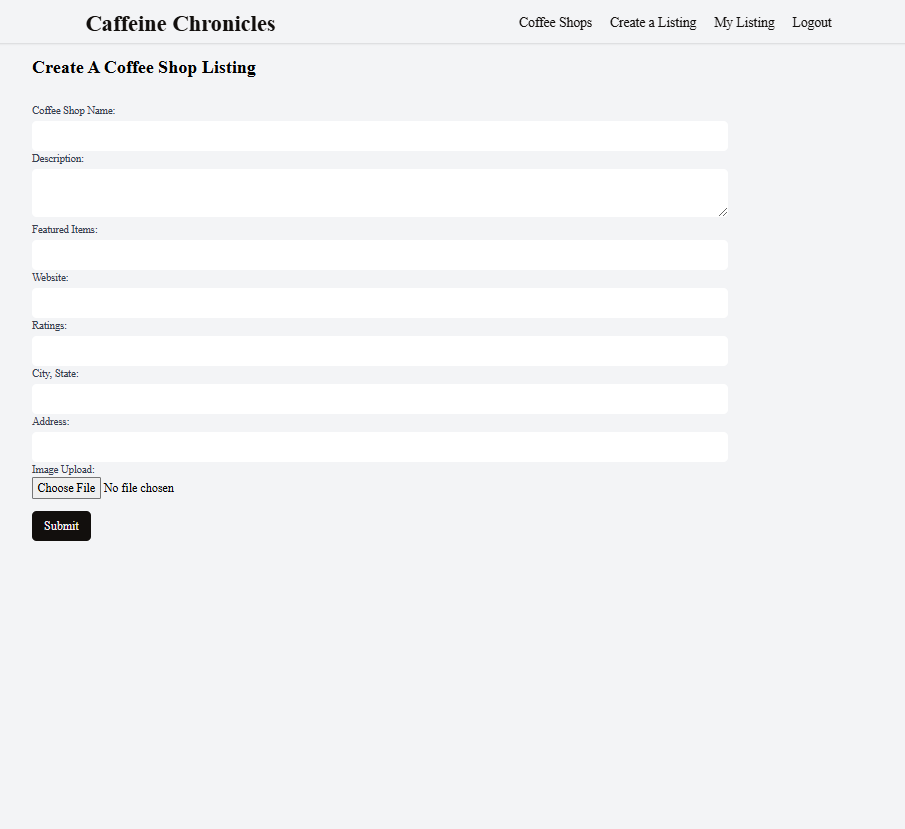 Caffeine Chronicles
Coffee Shops Create a Listing My Listing Logout
Create A Coffee Shop Listing
Coffee Shop Name:
Description:
Featured Items:
Website:
Ratings:
City, State:
Address:
Image Upload:
Choose File No file chosen
Submit